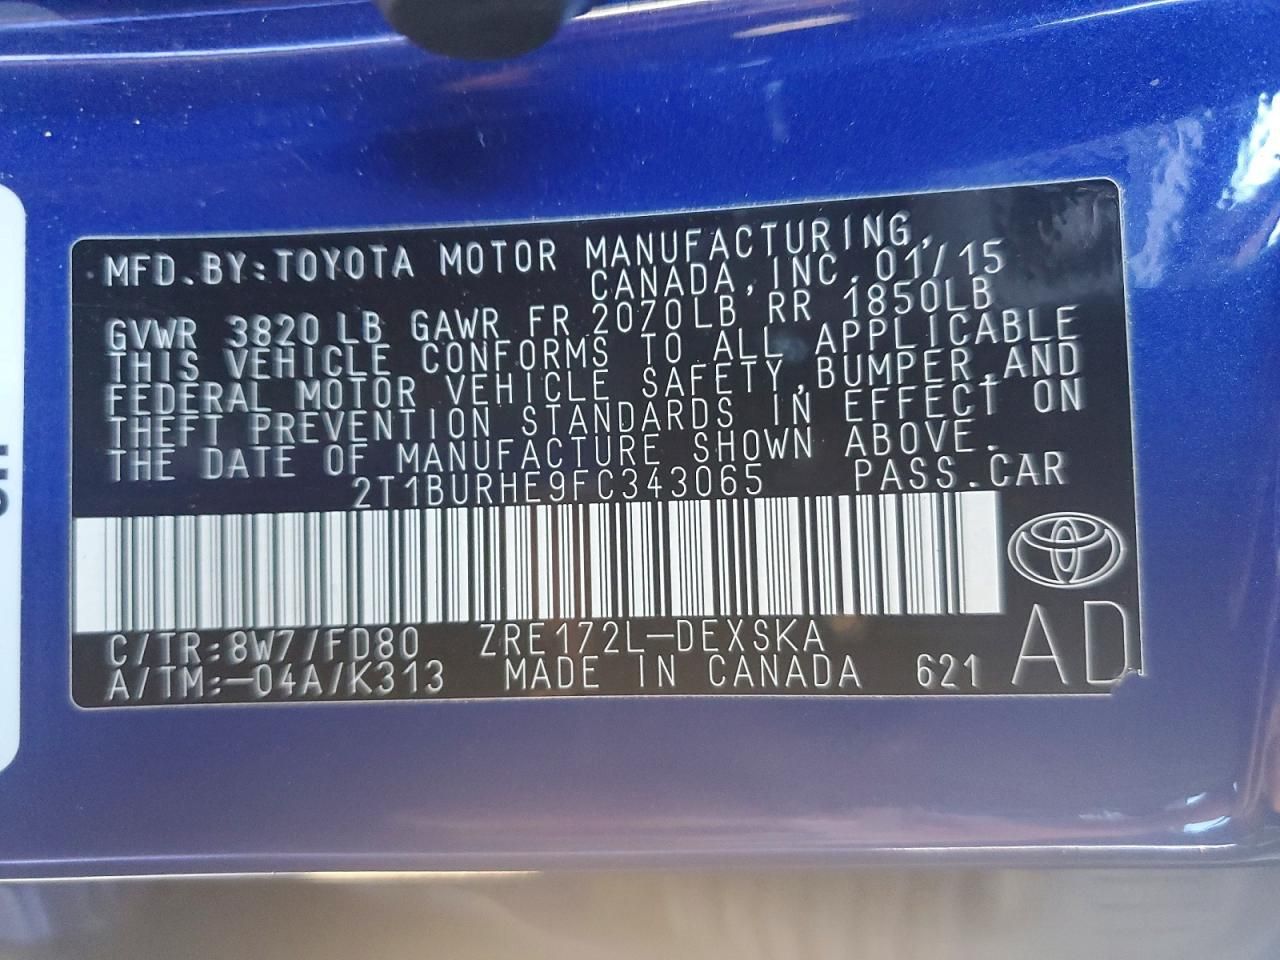 MFD.BY:TOYOTA MOTOR MANUFACTURING,
CANADA,INC. 01/15
GVWR 3820 LB GAWR FR 2070LB RR 1850LB
THIS VEHICLE CONFORMS TO ALL APPLICABLE
FEDERAL MOTOR VEHICLE SAFETY,BUMPER,AND
THEFT PREVENTION STANDARDS IN EFFECT ON
THE DATE OF MANUFACTURE SHOWN ABOVE.
2T1BURHE9FC343065 PASS.CAR
C/TR:8W7/FD80 ZRE172L-DEXSKA
A/TM:-04A/K313 MADE IN CANADA 621 AD